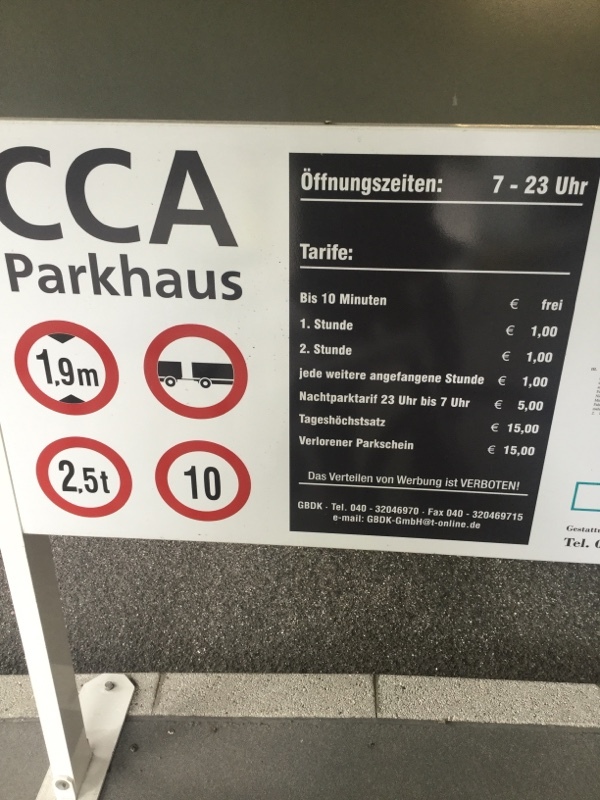 CCA
Parkhaus
1,9m
2,5t
10
Öffnungszeiten: 7 - 23 Uhr
Tarife:
Bis 10 Minuten € frei
1. Stunde € 1,00
2. Stunde € 1,00
jede weitere angefangene Stunde € 1,00
Nachtparktarif 23 Uhr bis 7 Uhr € 5,00
Tageshöchstsatz € 15,00
Verlorener Parkschein € 15,00
Das Verteilen von Werbung ist VERBOTEN!
GBDK - Tel. 040 - 32046970 - Fax 040 - 320469715
e-mail: GBDK-GmbH@t-online.de
Tel.